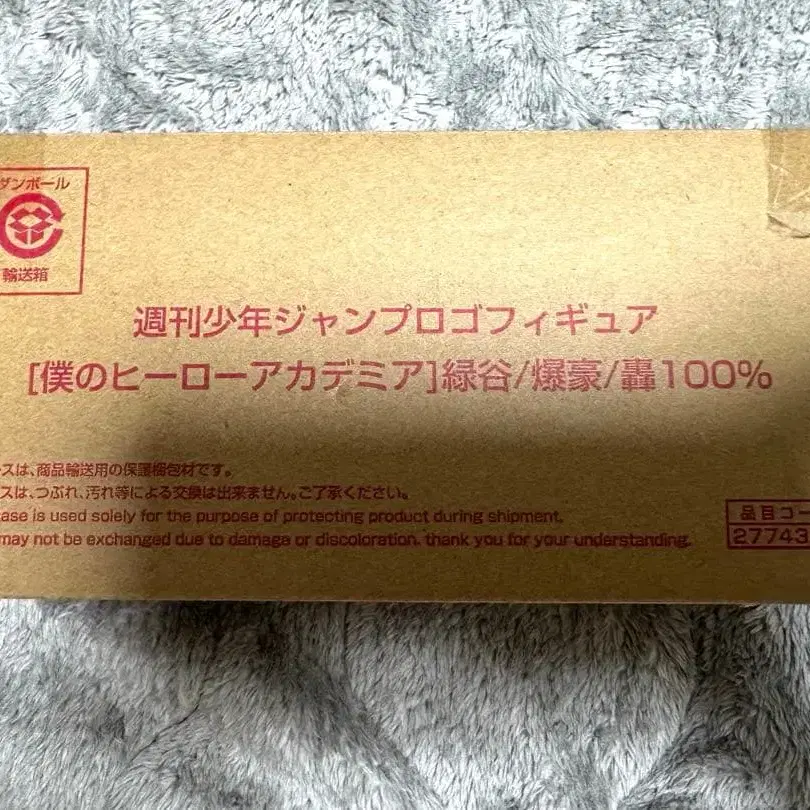 ダンボール
輸送箱
週刊少年ジャンプロゴフィギュア
[僕のヒーローアカデミア]緑谷/爆豪/轟100%
スは、商品輸送用の保護梱包材です。
スは、つぶれ、汚れ等による交換は出来ません。ご了承ください。
ase is used solely for the purpose of protecting product during shipment.
may not be exchanged due to damage or discoloration. thank you for your understanding.
品目コー
27743